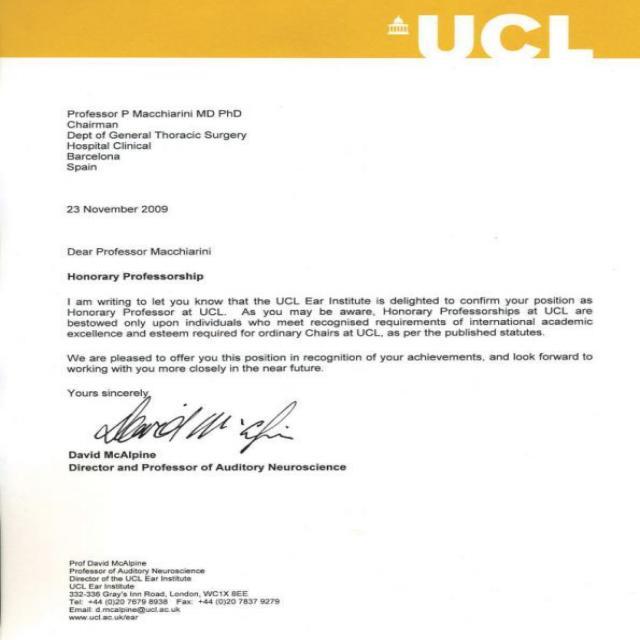 UCL
Professor P Macchiarini MD PhD
Chairman
Dept of General Thoracic Surgery
Hospital Clinical
Barcelona
Spain
23 November 2009
Dear Professor Macchiarini
Honorary Professorship
I am writing to let you know that the UCL Ear Institute is delighted to confirm your position as
Honorary Professor at UCL. As you may be aware, Honorary Professorships at UCL are
bestowed only upon individuals who meet recognised requirements of international academic
excellence and esteem required for ordinary Chairs at UCL, as per the published statutes.
We are pleased to offer you this position in recognition of your achievements, and look forward to
working with you more closely in the near future.
Yours sincerely
David McAlpine
David McAlpine
Director and Professor of Auditory Neuroscience
Prof David McAlpine
Professor of Auditory Neuroscience
Director of the UCL Ear Institute
UCL Ear Institute
332-336 Gray's Inn Road, London, WC1X 8EE
Tel: +44 (0)20 7679 8938 Fax: +44 (0)20 7837 9279
Email: d.mcalpine@ucl.ac.uk
www.ucl.ac.uk/ear